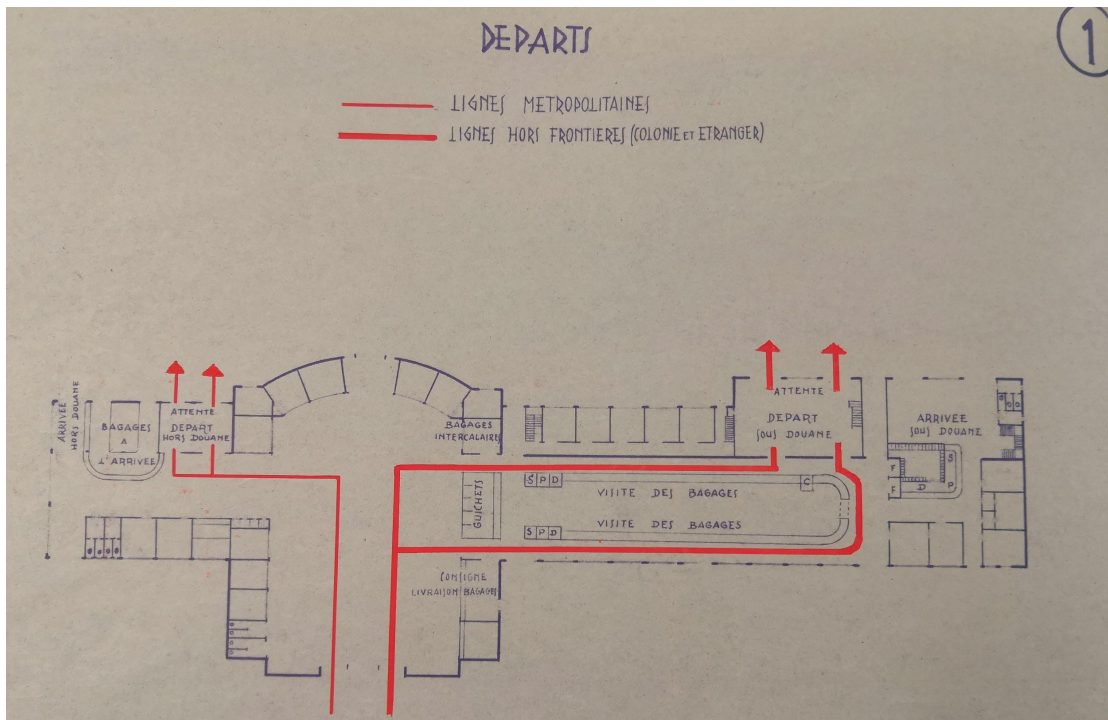 DEPARTS
1
LIGNES METROPOLITAINES
LIGNES HORS FRONTIERES (COLONIE ET ETRANGER)
ARRIVEE
HORS DOUANE
BAGAGES
A
L'ARRIVEE
ATTENTE
DEPART
HORS DOUANE
BAGAGES
INTERCALAIRES
ATTENTE
DEPART
SOUS DOUANE
ARRIVEE
SOUS DOUANE
GUICHETS
S P D
VISITE DES BAGAGES
C
VISITE DES BAGAGES
S P D
F
F
D
S
P
CONSIGNE
LIVRAISON BAGAGES